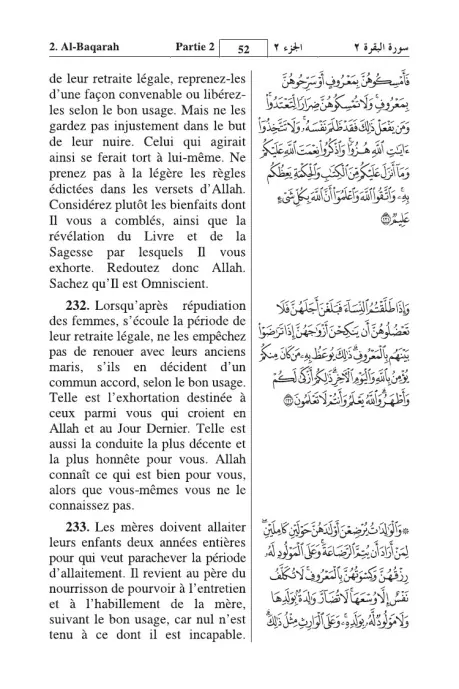 2. Al-Baqarah
Partie 2
52
الجزء ٢
سورة البقرة ٢
de leur retraite légale, reprenez-les
d'une façon convenable ou libérez-
les selon le bon usage. Mais ne les
gardez pas injustement dans le but
de leur nuire. Celui qui agirait
ainsi se ferait tort à lui-même. Ne
prenez pas à la légère les règles
édictées dans les versets d'Allah.
Considérez plutôt les bienfaits dont
Il vous a comblés, ainsi que la
révélation du Livre et de la
Sagesse par lesquels Il vous
exhorte. Redoutez donc Allah.
Sachez qu'Il est Omniscient.
232. Lorsqu'après répudiation
des femmes, s'écoule la période de
leur retraite légale, ne les empêchez
pas de renouer avec leurs anciens
maris, s'ils en décident d'un
commun accord, selon le bon usage.
Telle est l'exhortation destinée à
ceux parmi vous qui croient en
Allah et au Jour Dernier. Telle est
aussi la conduite la plus décente et
la plus honnête pour vous. Allah
connaît ce qui est bien pour vous,
alors que vous-mêmes vous ne le
connaissez pas.
233. Les mères doivent allaiter
leurs enfants deux années entières
pour qui veut parachever la période
d'allaitement. Il revient au père du
nourrisson de pourvoir à l'entretien
et à l'habillement de la mère,
suivant le bon usage, car nul n'est
tenu à ce dont il est incapable.
فَأَمْسِكُوهُنَّ بِمَعْرُوفٍ أَوْ سَرِّحُوهُنَّ
بِمَعْرُوفٍ وَلَا تُمْسِكُوهُنَّ ضِرَارًا لِّتَعْتَدُوا۟
وَمَن يَفْعَلْ ذَٰلِكَ فَقَدْ ظَلَمَ نَفْسَهُۥ وَلَا تَتَّخِذُوٓا۟
ءَايَٰتِ ٱللَّهِ هُزُوًا وَٱذْكُرُوا۟ نِعْمَتَ ٱللَّهِ عَلَيْكُمْ
وَمَآ أَنزَلَ عَلَيْكُم مِّنَ ٱلْكِتَٰبِ وَٱلْحِكْمَةِ يَعِظُكُم
بِهِۦ وَٱتَّقُوا۟ ٱللَّهَ وَٱعْلَمُوٓا۟ أَنَّ ٱللَّهَ بِكُلِّ شَىْءٍ
عَلِيمٌ ٢٣١
وَإِذَا طَلَّقْتُمُ ٱلنِّسَآءَ فَبَلَغْنَ أَجَلَهُنَّ فَلَا
تَعْضُلُوهُنَّ أَن يَنكِحْنَ أَزْوَٰجَهُنَّ إِذَا تَرَٰضَوْا۟
بَيْنَهُم بِٱلْمَعْرُوفِ ذَٰلِكَ يُوعَظُ بِهِۦ مَن كَانَ مِنكُمْ
يُؤْمِنُ بِٱللَّهِ وَٱلْيَوْمِ ٱلْءَاخِرِ ذَٰلِكُمْ أَزْكَىٰ لَكُمْ
وَأَطْهَرُ وَٱللَّهُ يَعْلَمُ وَأَنتُمْ لَا تَعْلَمُونَ ٢٣٢
۞ وَٱلْوَٰلِدَٰتُ يُرْضِعْنَ أَوْلَٰدَهُنَّ حَوْلَيْنِ كَامِلَيْنِ
لِمَنْ أَرَادَ أَن يُتِمَّ ٱلرَّضَاعَةَ وَعَلَى ٱلْمَوْلُودِ لَهُۥ
رِزْقُهُنَّ وَكِسْوَتُهُنَّ بِٱلْمَعْرُوفِ لَا تُكَلَّفُ
نَفْسٌ إِلَّا وُسْعَهَا لَا تُضَآرَّ وَٰلِدَةٌۢ بِوَلَدِهَا
وَلَا مَوْلُودٌ لَّهُۥ بِوَلَدِهِۦ وَعَلَى ٱلْوَارِثِ مِثْلُ ذَٰلِكَ